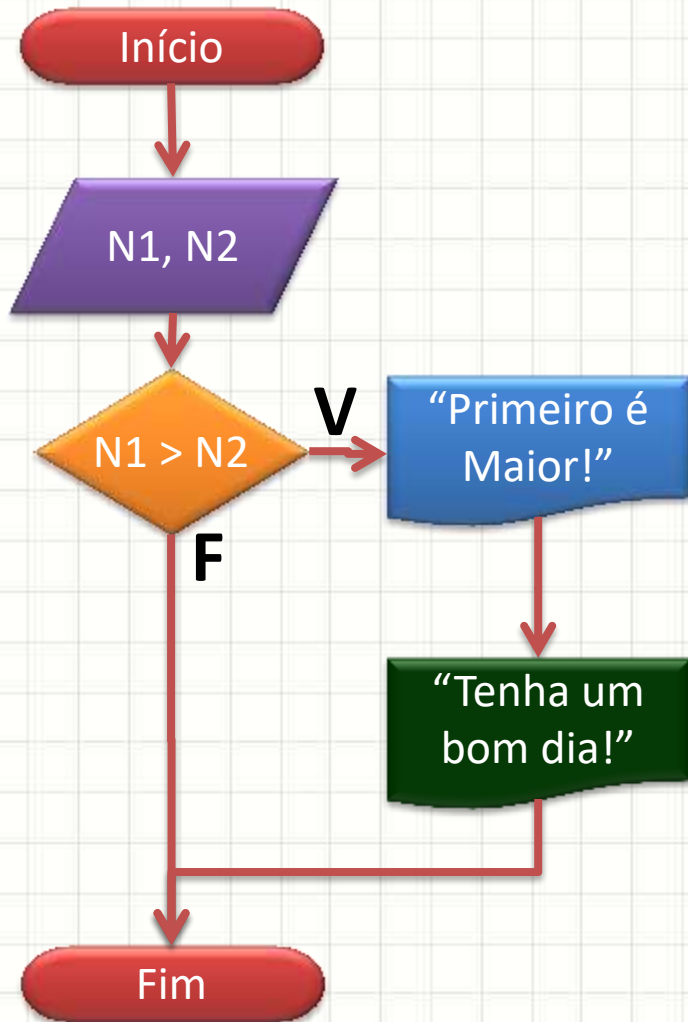 Início
N1, N2
N1 > N2
V
“Primeiro é
Maior!”
F
“Tenha um
bom dia!”
Fim